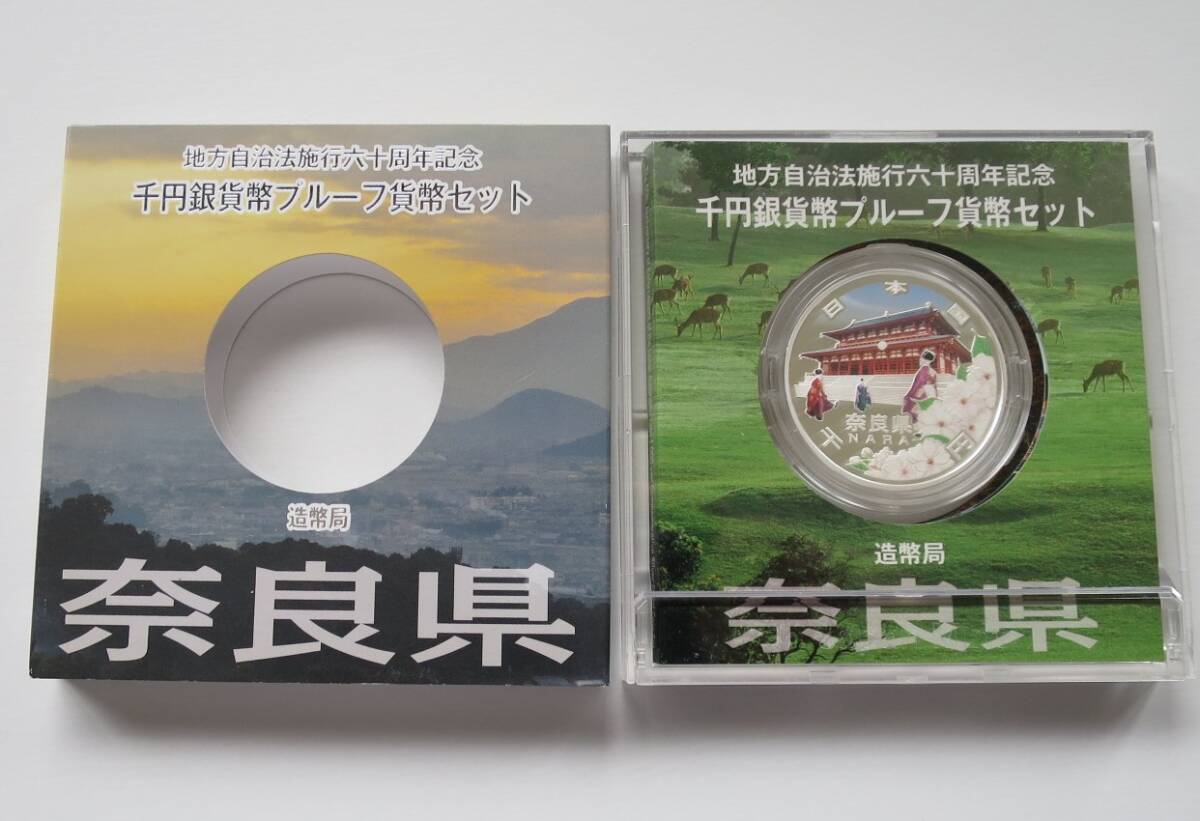 地方自治法施行六十周年記念
千円銀貨幣プルーフ貨幣セット
造幣局
奈良県
地方自治法施行六十周年記念
千円銀貨幣プルーフ貨幣セット
日本国
奈良県
NARA
千円
造幣局
奈良県